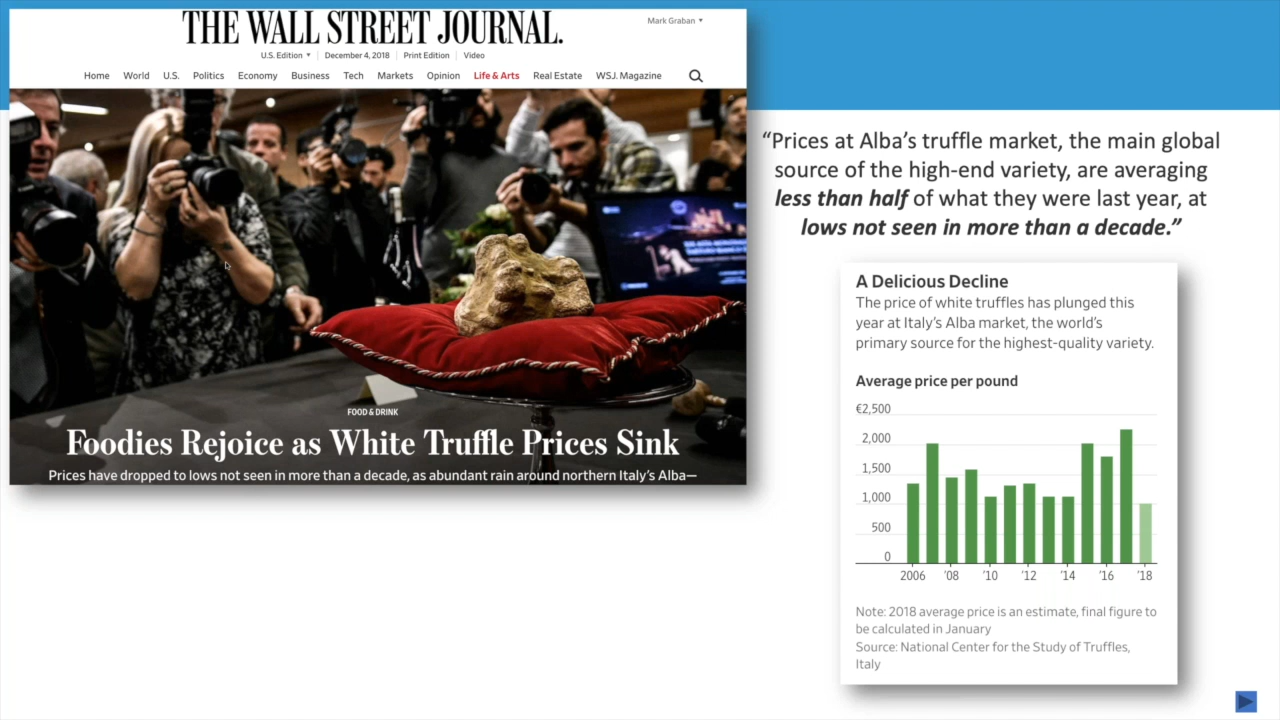 THE WALL STREET JOURNAL.
Mark Graban ▼
U.S. Edition ▼ | December 4, 2018 | Print Edition | Video
Home World U.S. Politics Economy Business Tech Markets Opinion Life & Arts Real Estate WSJ. Magazine
FOOD & DRINK
Foodies Rejoice as White Truffle Prices Sink
Prices have dropped to lows not seen in more than a decade, as abundant rain around northern Italy’s Alba—
“Prices at Alba’s truffle market, the main global
source of the high-end variety, are averaging
less than half of what they were last year, at
lows not seen in more than a decade.”
A Delicious Decline
The price of white truffles has plunged this
year at Italy’s Alba market, the world’s
primary source for the highest-quality variety.
Average price per pound
€2,500
2,000
1,500
1,000
500
0
2006 ’08 ’10 ’12 ’14 ’16 ’18
Note: 2018 average price is an estimate, final figure to
be calculated in January
Source: National Center for the Study of Truffles,
Italy